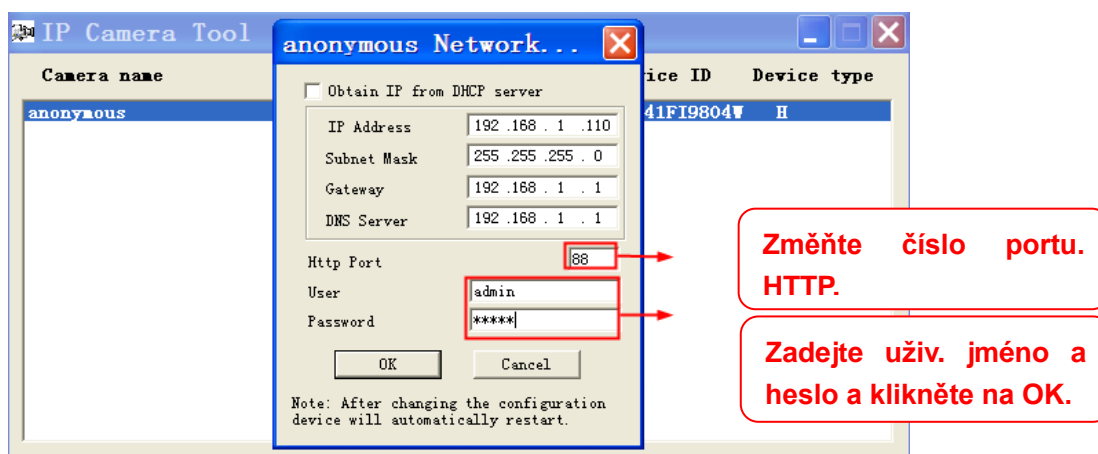 IP Camera Tool
anonymous Network...
Camera name
ice ID Device type
anonymous
41FI9804W H
Obtain IP from DHCP server
IP Address 192 .168 . 1 .110
Subnet Mask 255 .255 .255 . 0
Gateway 192 .168 . 1 . 1
DNS Server 192 .168 . 1 . 1
Http Port 88
User admin
Password *****
OK Cancel
Note: After changing the configuration
device will automatically restart.
Změňte číslo portu.
HTTP.
Zadejte uživ. jméno a
heslo a klikněte na OK.